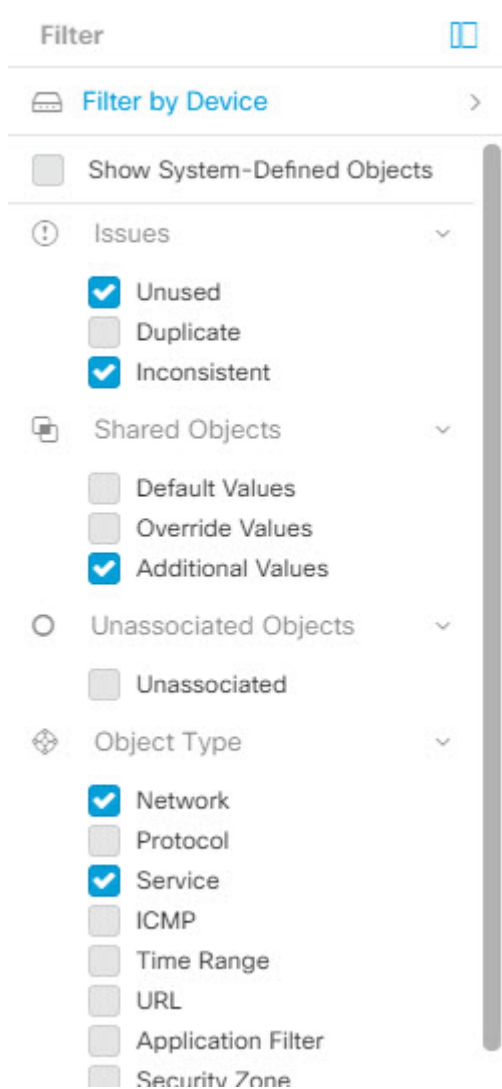 Filter
Filter by Device
Show System-Defined Objects
Issues
Unused
Duplicate
Inconsistent
Shared Objects
Default Values
Override Values
Additional Values
Unassociated Objects
Unassociated
Object Type
Network
Protocol
Service
ICMP
Time Range
URL
Application Filter
Security Zone